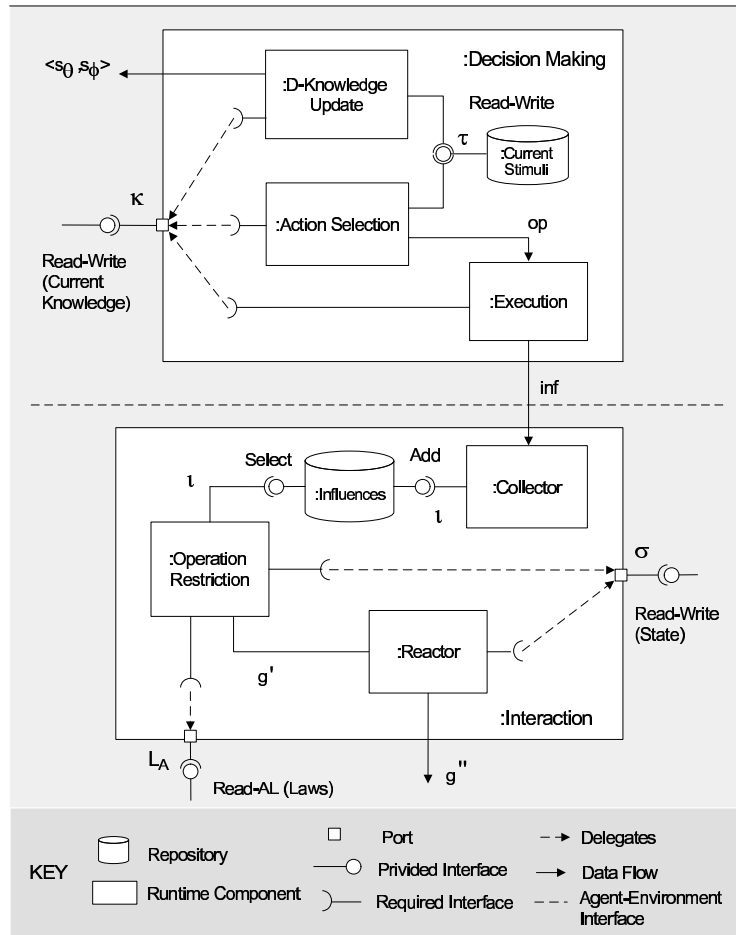 <sθ ,sϕ>
:Decision Making
:D-Knowledge
Update
Read-Write
τ
:Current
Stimuli
κ
:Action Selection
op
Read-Write
(Current
Knowledge)
:Execution
inf
Select
Add
ι
:Influences
ι
:Collector
:Operation
Restriction
σ
Read-Write
(State)
g'
:Reactor
:Interaction
LA
Read-AL (Laws)
g''
KEY
Repository
Runtime Component
Port
Privided Interface
Required Interface
Delegates
Data Flow
Agent-Environment
Interface